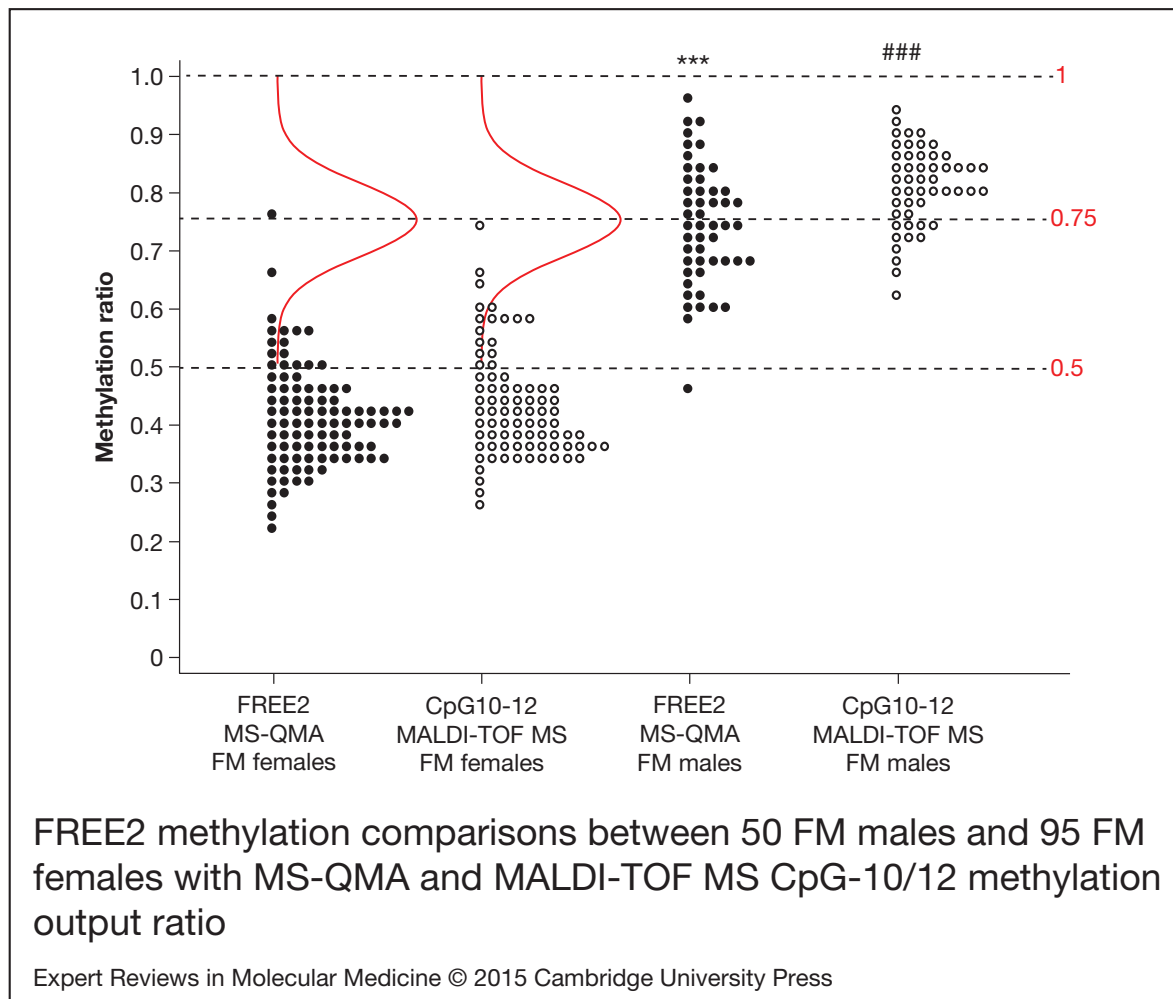 ***
###
1.0
1
0.9
0.8
0.75
0.7
0.6
0.5
0.5
0.4
0.3
0.2
0.1
0
Methylation ratio
FREE2
MS-QMA
FM females
CpG10-12
MALDI-TOF MS
FM females
FREE2
MS-QMA
FM males
CpG10-12
MALDI-TOF MS
FM males
FREE2 methylation comparisons between 50 FM males and 95 FM
females with MS-QMA and MALDI-TOF MS CpG-10/12 methylation
output ratio
Expert Reviews in Molecular Medicine © 2015 Cambridge University Press